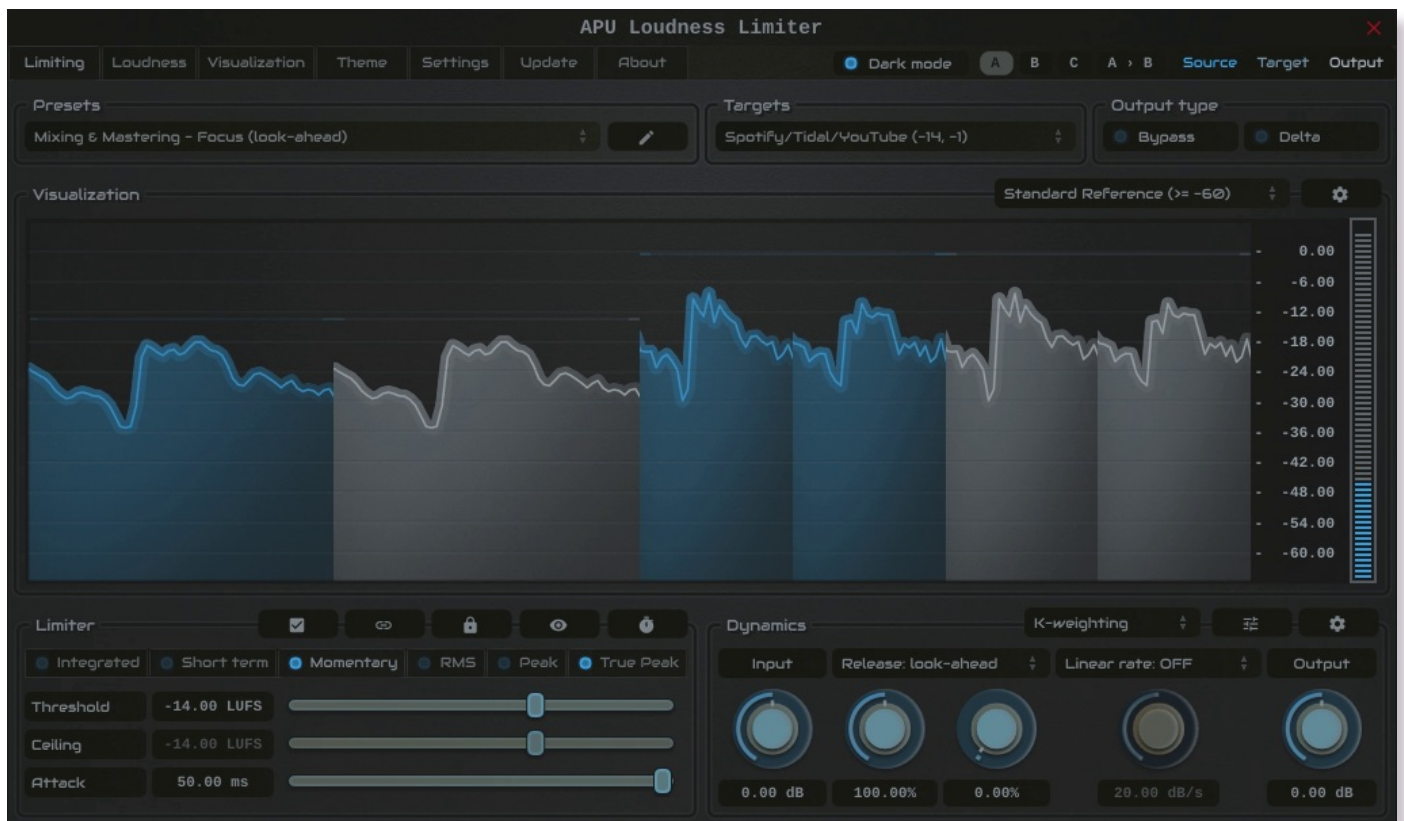 APU Loudness Limiter
Limiting Loudness Visualization Theme Settings Update About Dark mode A B C A › B Source Target Output
Presets Targets Output type
Mixing & Mastering - Focus (look-ahead) Spotify/Tidal/YouTube (-14, -1) Bypass Delta
Visualization Standard Reference (>= -60)
- 0.00
- -6.00
- -12.00
- -18.00
- -24.00
- -30.00
- -36.00
- -42.00
- -48.00
- -54.00
- -60.00
Limiter Dynamics K-weighting
Integrated Short term Momentary RMS Peak True Peak Input Release: look-ahead Linear rate: OFF Output
Threshold -14.00 LUFS
Ceiling -14.00 LUFS
Attack 50.00 ms
0.00 dB 100.00% 0.00% 20.00 dB/s 0.00 dB